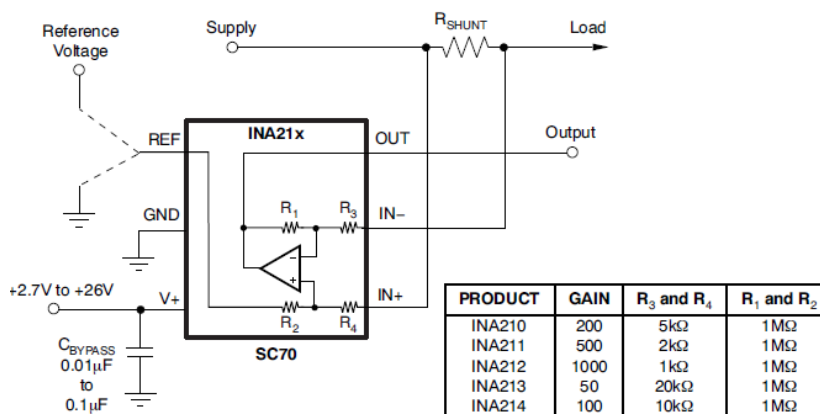 Reference
Voltage
Supply
RSHUNT
Load
REF
INA21x
OUT
Output
GND
R1
R3
IN−
−
+
+2.7V to +26V
V+
R2
R4
IN+
CBYPASS
0.01µF
to
0.1µF
SC70
PRODUCT GAIN R3 and R4 R1 and R2
INA210 200 5kΩ 1MΩ
INA211 500 2kΩ 1MΩ
INA212 1000 1kΩ 1MΩ
INA213 50 20kΩ 1MΩ
INA214 100 10kΩ 1MΩ